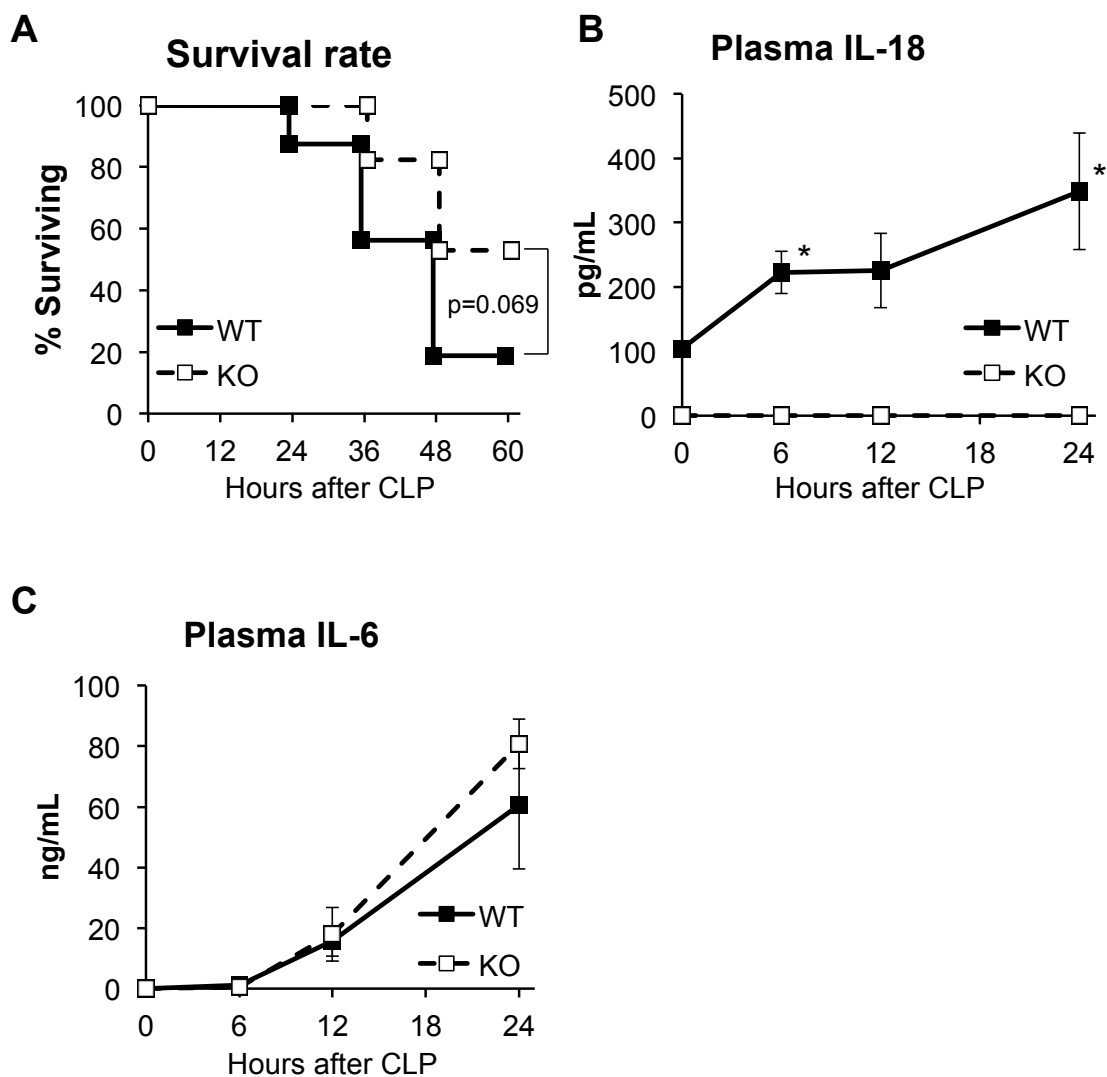 A
Survival rate
100
80
60
40
20
0
% Surviving
p=0.069
WT
KO
0 12 24 36 48 60
Hours after CLP
B
Plasma IL-18
500
400
300
200
100
0
pg/mL
*
*
WT
KO
0 6 12 18 24
Hours after CLP
C
Plasma IL-6
100
80
60
40
20
0
ng/mL
WT
KO
0 6 12 18 24
Hours after CLP